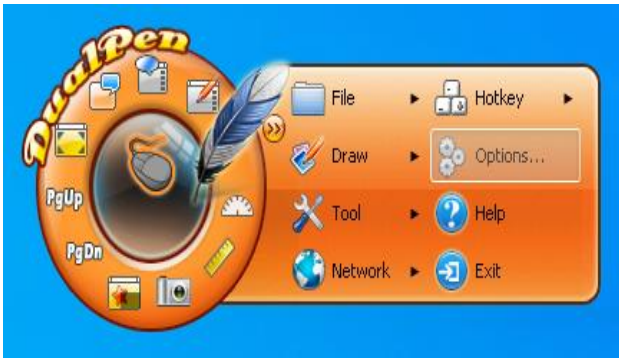 DualPen
File
Hotkey
Draw
Options...
PgUp
Tool
Help
PgDn
Network
Exit